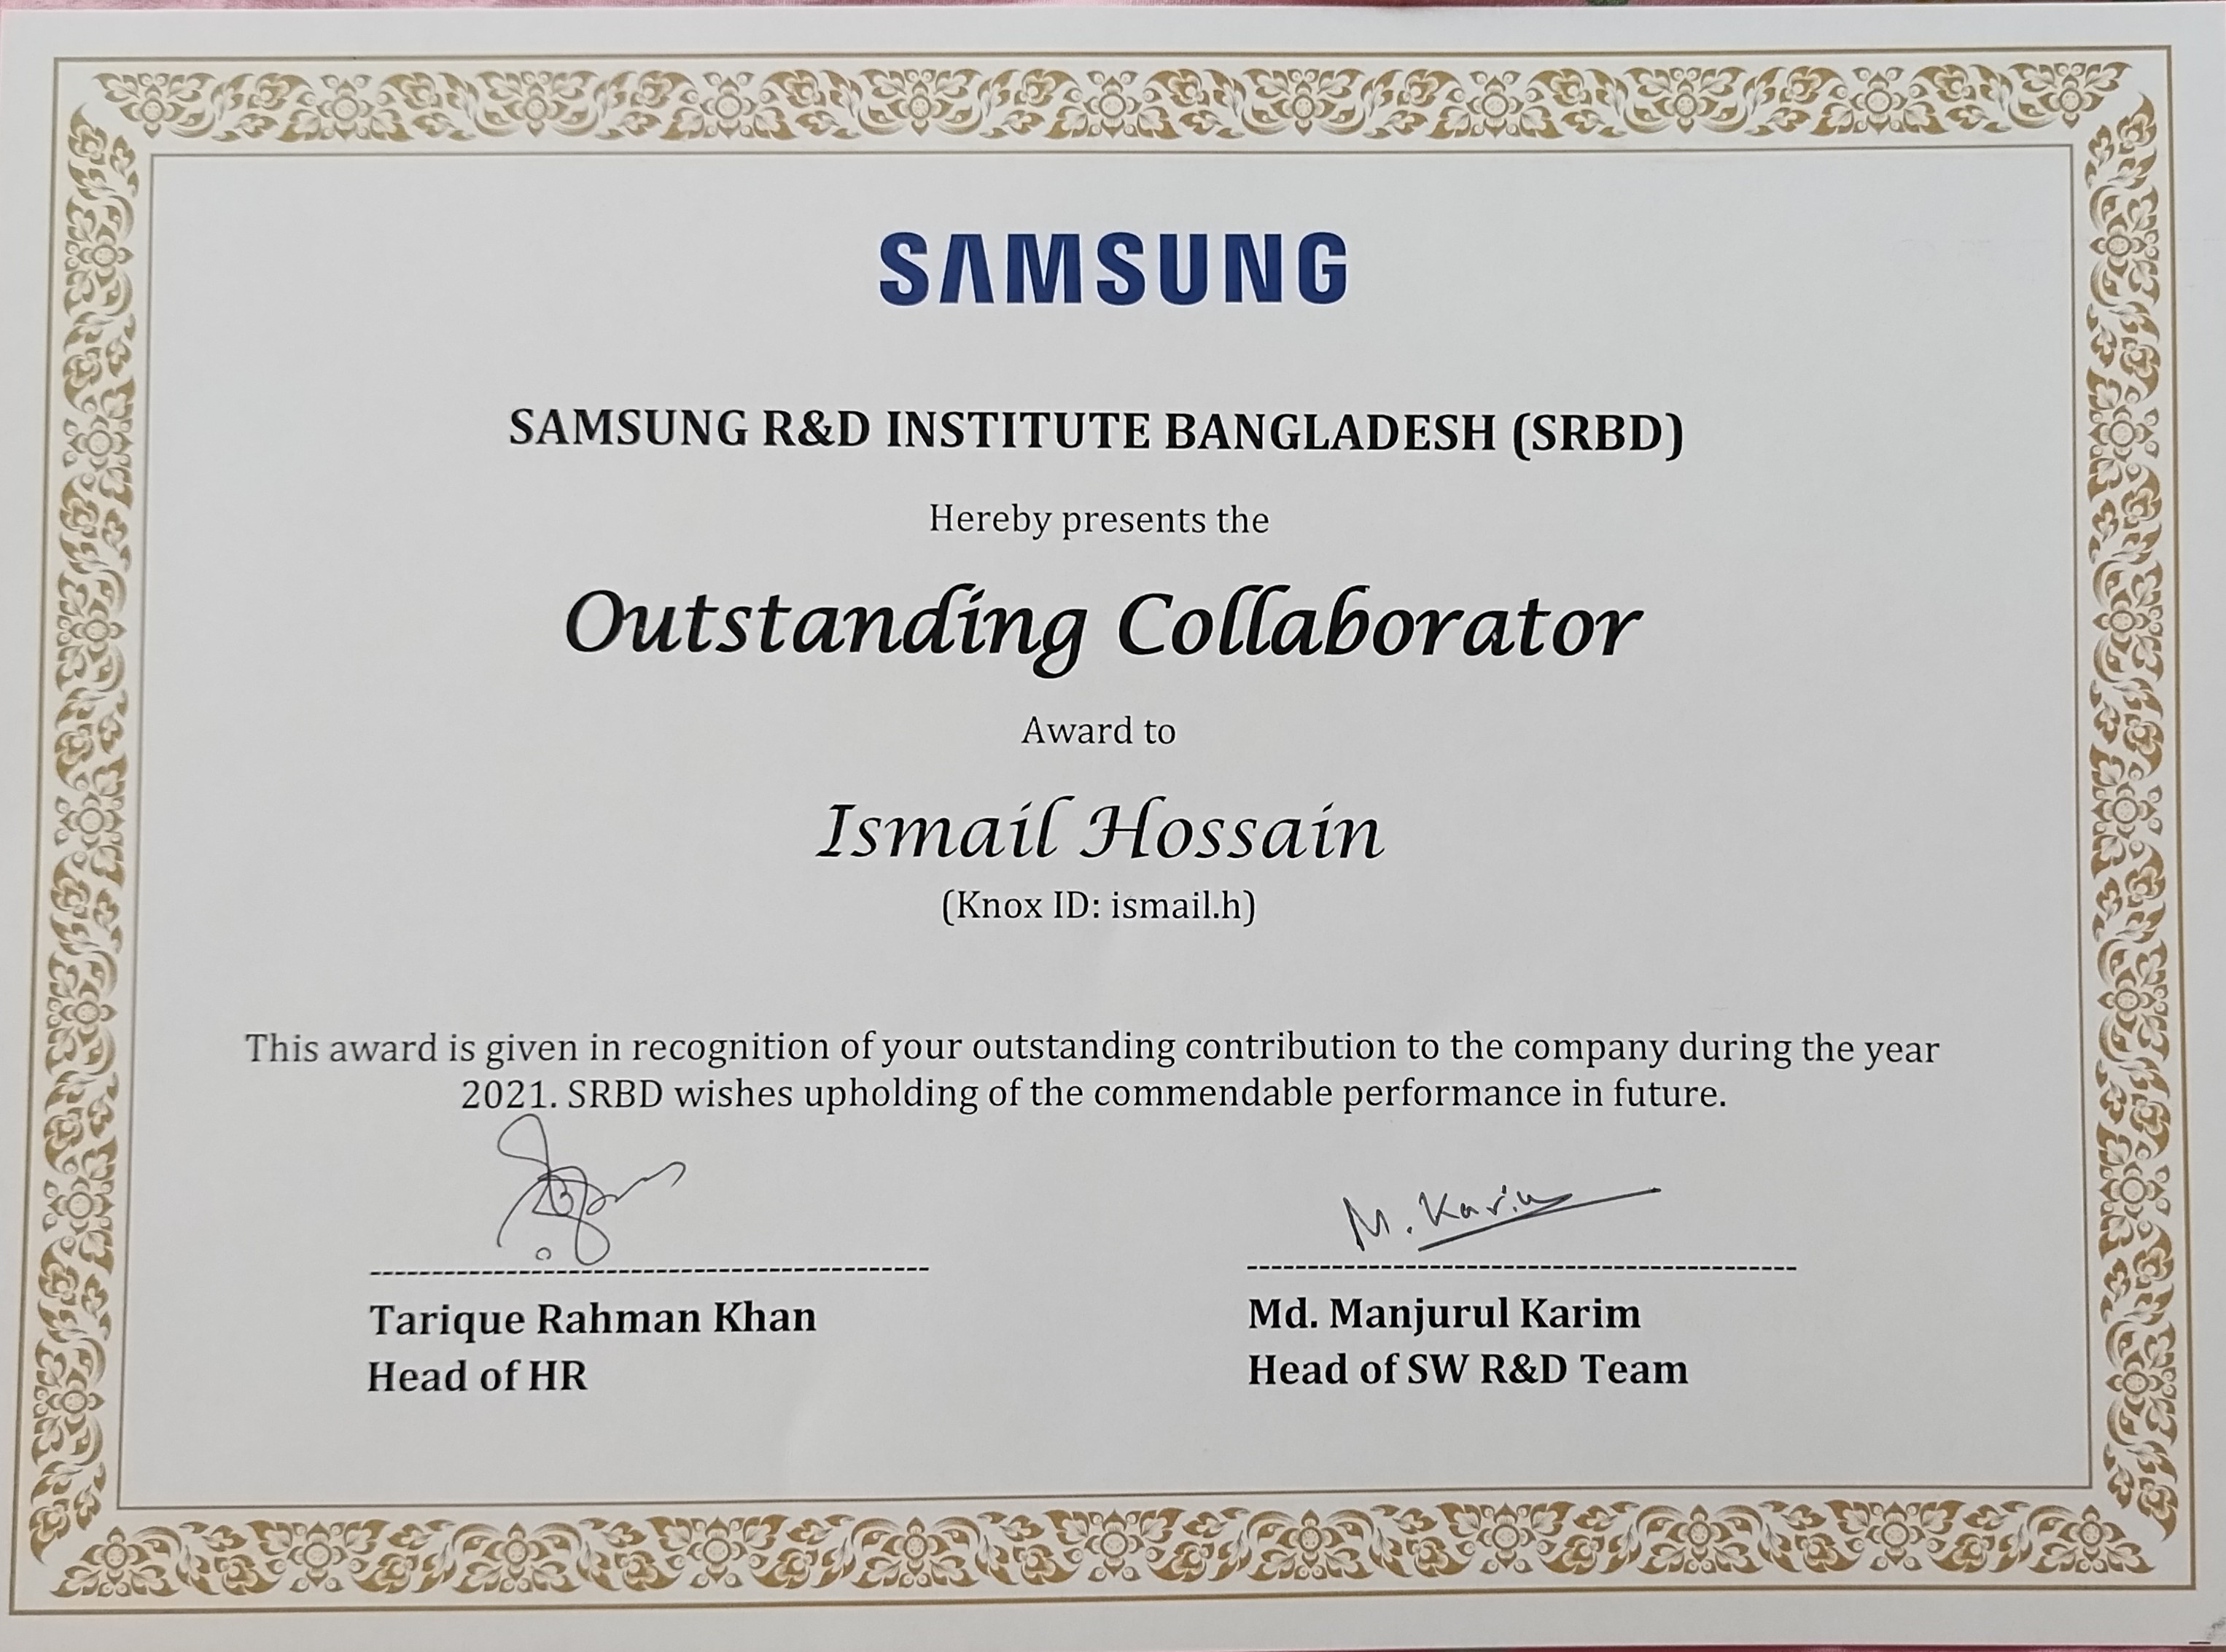 SAMSUNG
SAMSUNG R&D INSTITUTE BANGLADESH (SRBD)
Hereby presents the
Outstanding Collaborator
Award to
Ismail Hossain
(Knox ID: ismail.h)
This award is given in recognition of your outstanding contribution to the company during the year
2021. SRBD wishes upholding of the commendable performance in future.
M. Karim
Tarique Rahman Khan
Head of HR
Md. Manjurul Karim
Head of SW R&D Team